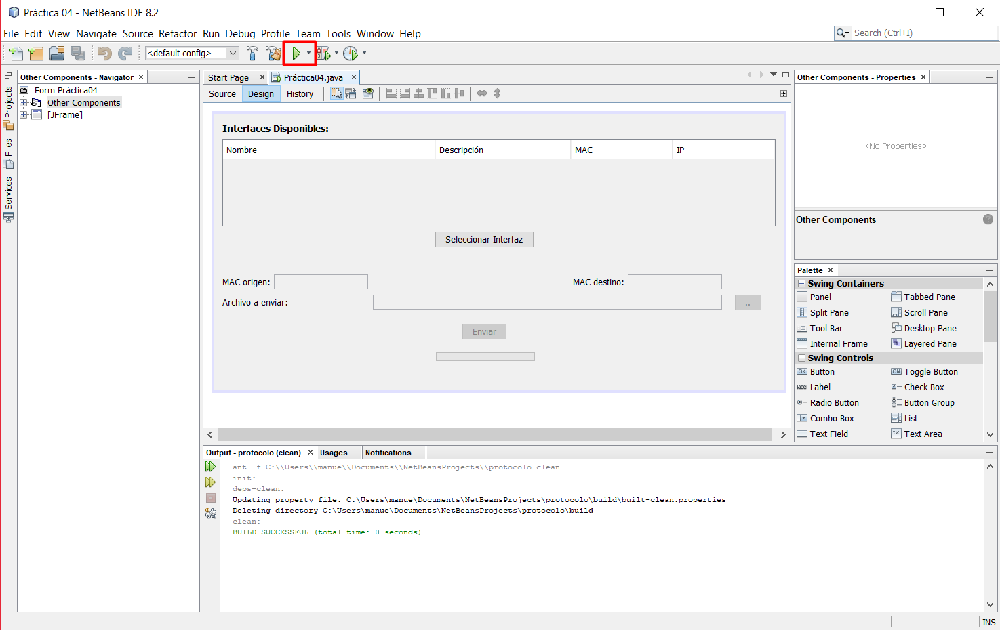 Práctica 04 - NetBeans IDE 8.2
File Edit View Navigate Source Refactor Run Debug Profile Team Tools Window Help
Search (Ctrl+I)
<default config>
Projects
Files
Services
Other Components - Navigator
Form Práctica04
Other Components
[JFrame]
Start Page
Práctica04.java
Source Design History
Interfaces Disponibles:
Nombre Descripción MAC IP
Seleccionar Interfaz
MAC origen: MAC destino:
Archivo a enviar: ..
Enviar
Other Components - Properties
<No Properties>
Other Components
?
Palette
Swing Containers
Panel Tabbed Pane
Split Pane Scroll Pane
Tool Bar Desktop Pane
Internal Frame Layered Pane
Swing Controls
OK Button ON Toggle Button
label Label Check Box
Radio Button Button Group
Combo Box List
Text Field Text Area
Output - protocolo (clean) Usages Notifications
ant -f C:\\Users\\manue\\Documents\\NetBeansProjects\\protocolo clean
init:
deps-clean:
Updating property file: C:\Users\manue\Documents\NetBeansProjects\protocolo\build\built-clean.properties
Deleting directory C:\Users\manue\Documents\NetBeansProjects\protocolo\build
clean:
BUILD SUCCESSFUL (total time: 0 seconds)
INS